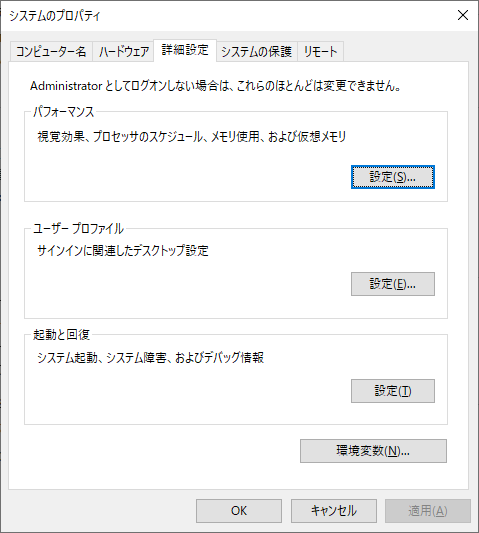 システムのプロパティ
コンピューター名 ハードウェア 詳細設定 システムの保護 リモート
Administrator としてログオンしない場合は、これらのほとんどは変更できません。
パフォーマンス
視覚効果、プロセッサのスケジュール、メモリ使用、および仮想メモリ
設定(S)...
ユーザー プロファイル
サインインに関連したデスクトップ設定
設定(E)...
起動と回復
システム起動、システム障害、およびデバッグ情報
設定(T)
環境変数(N)...
OK キャンセル 適用(A)